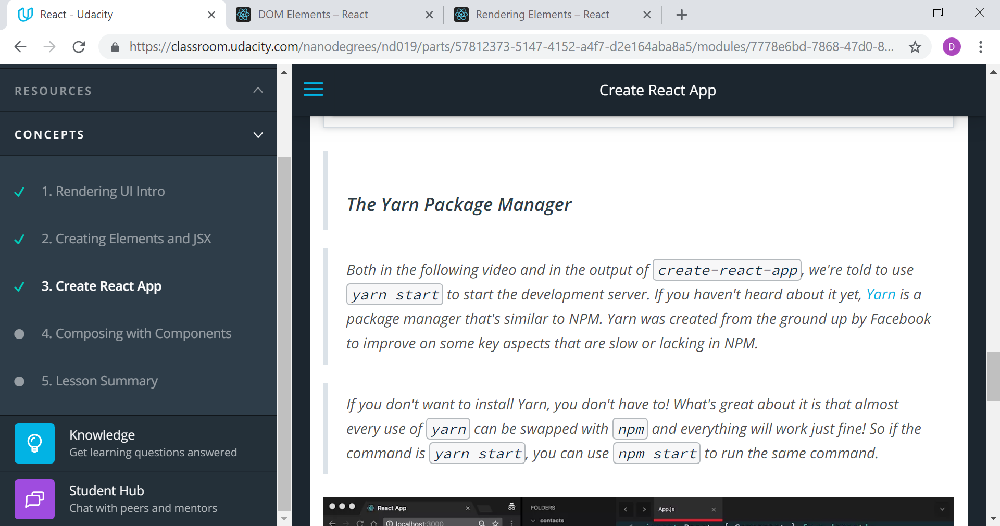 React - Udacity
DOM Elements – React
Rendering Elements – React
https://classroom.udacity.com/nanodegrees/nd019/parts/57812373-5147-4152-a4f7-d2e164aba8a5/modules/7778e6bd-7868-47d0-8...
D
RESOURCES
CONCEPTS
1. Rendering UI Intro
2. Creating Elements and JSX
3. Create React App
4. Composing with Components
5. Lesson Summary
Knowledge
Get learning questions answered
Student Hub
Chat with peers and mentors
Create React App
The Yarn Package Manager
Both in the following video and in the output of create-react-app, we're told to use
yarn start to start the development server. If you haven't heard about it yet, Yarn is a
package manager that's similar to NPM. Yarn was created from the ground up by Facebook
to improve on some key aspects that are slow or lacking in NPM.
If you don't want to install Yarn, you don't have to! What's great about it is that almost
every use of yarn can be swapped with npm and everything will work just fine! So if the
command is yarn start, you can use npm start to run the same command.
React App
localhost:3000
FOLDERS
contacts
App.js